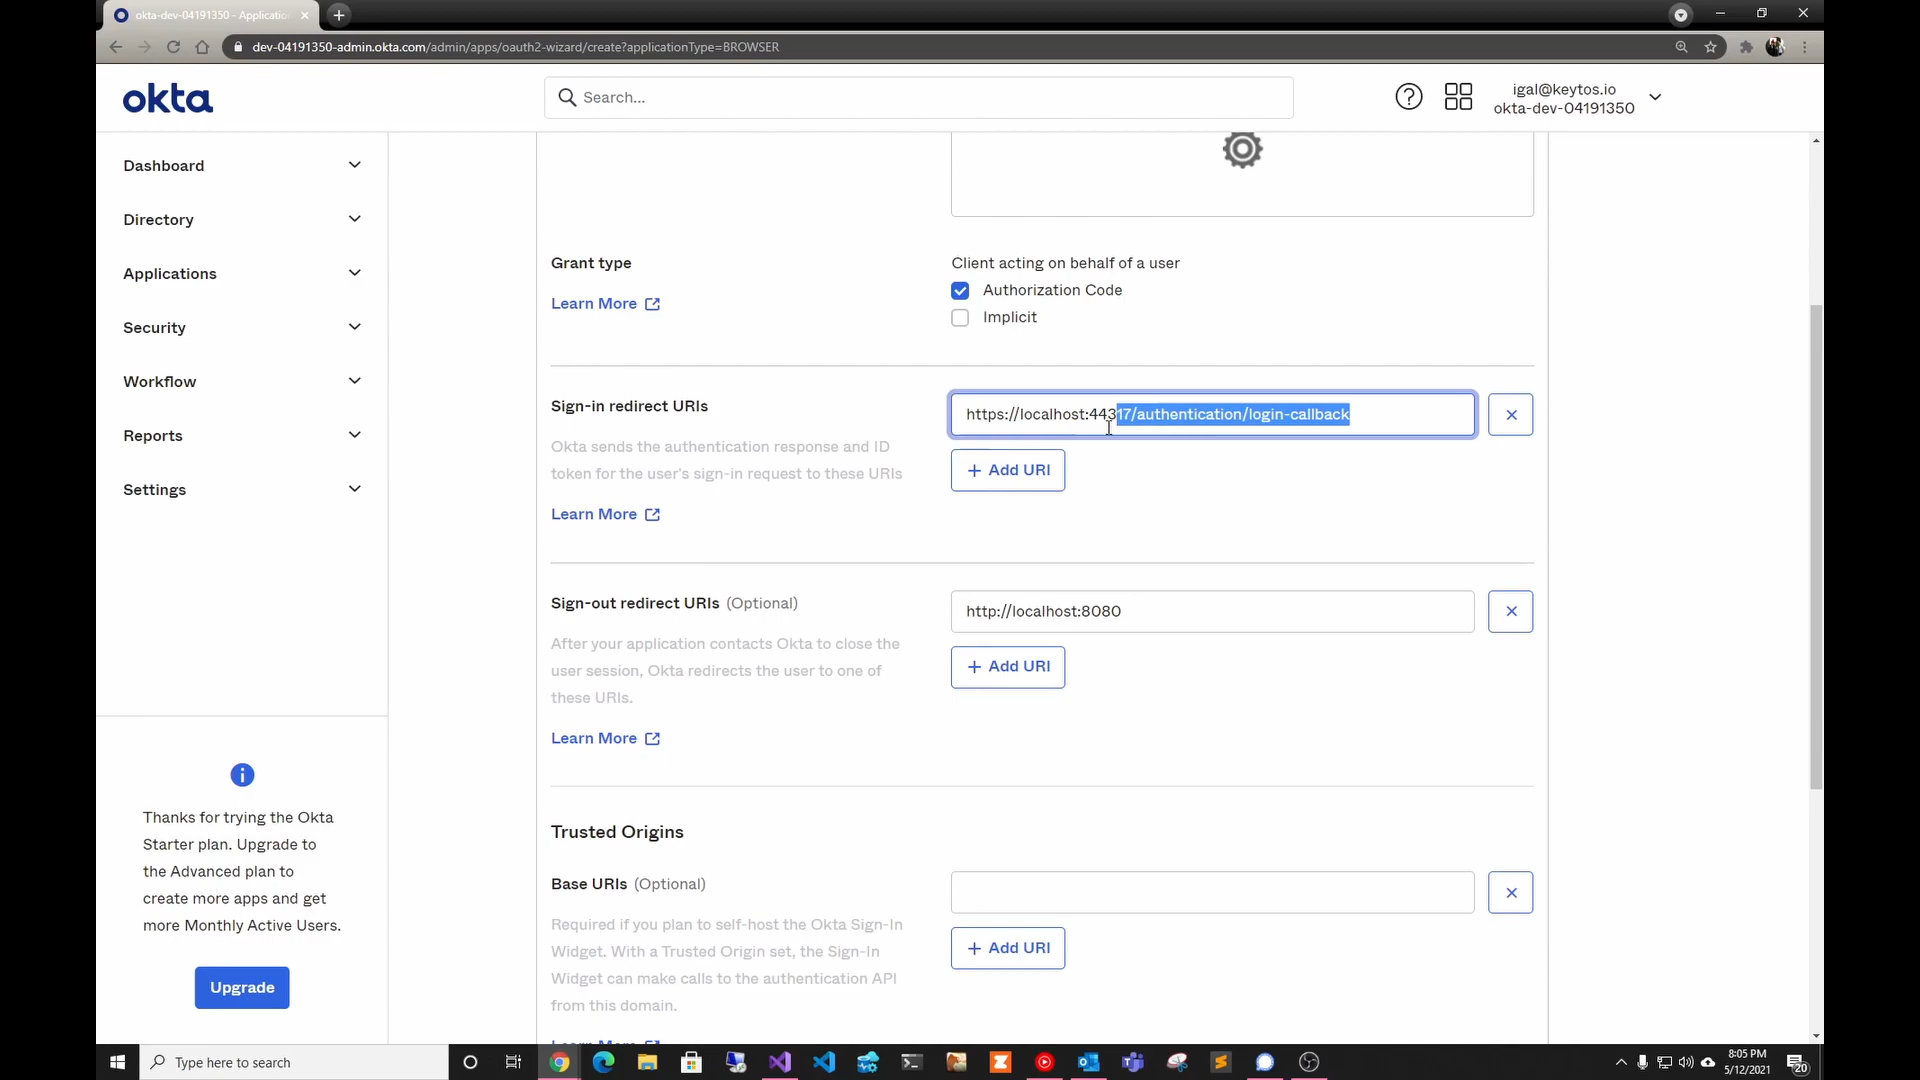 okta-dev-04191350 - Applicatio
dev-04191350-admin.okta.com/admin/apps/oauth2-wizard/create?applicationType=BROWSER
okta
Search...
igal@keytos.io
okta-dev-04191350
Dashboard
Directory
Applications
Security
Workflow
Reports
Settings
Thanks for trying the Okta
Starter plan. Upgrade to
the Advanced plan to
create more apps and get
more Monthly Active Users.
Upgrade
Grant type
Learn More
Client acting on behalf of a user
Authorization Code
Implicit
Sign-in redirect URIs
Okta sends the authentication response and ID
token for the user's sign-in request to these URIs
Learn More
https://localhost:44317/authentication/login-callback
+ Add URI
Sign-out redirect URIs (Optional)
After your application contacts Okta to close the
user session, Okta redirects the user to one of
these URIs.
Learn More
http://localhost:8080
+ Add URI
Trusted Origins
Base URIs (Optional)
Required if you plan to self-host the Okta Sign-In
Widget. With a Trusted Origin set, the Sign-In
Widget can make calls to the authentication API
from this domain.
Learn More
+ Add URI
Type here to search
8:05 PM
5/12/2021
20